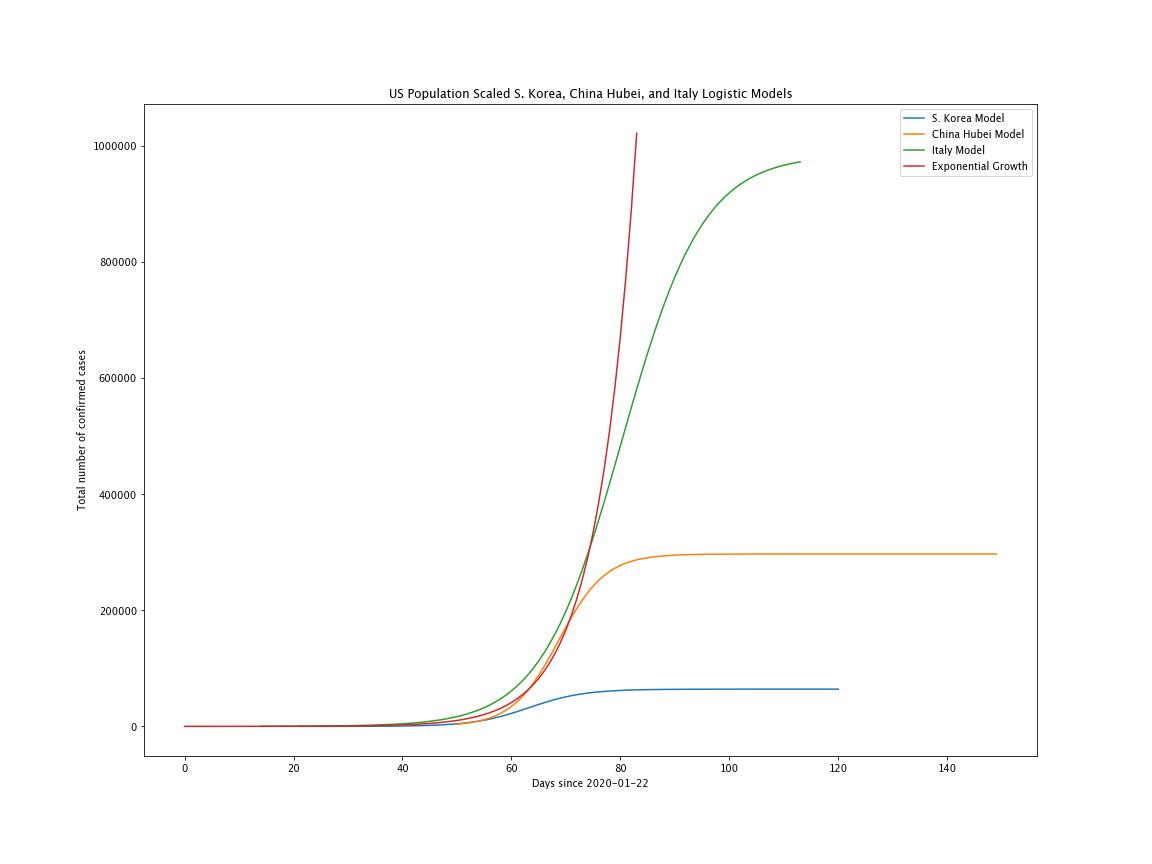 US Population Scaled S. Korea, China Hubei, and Italy Logistic Models
S. Korea Model
China Hubei Model
Italy Model
Exponential Growth
1000000
800000
600000
400000
200000
0
Total number of confirmed cases
0 20 40 60 80 100 120 140
Days since 2020-01-22